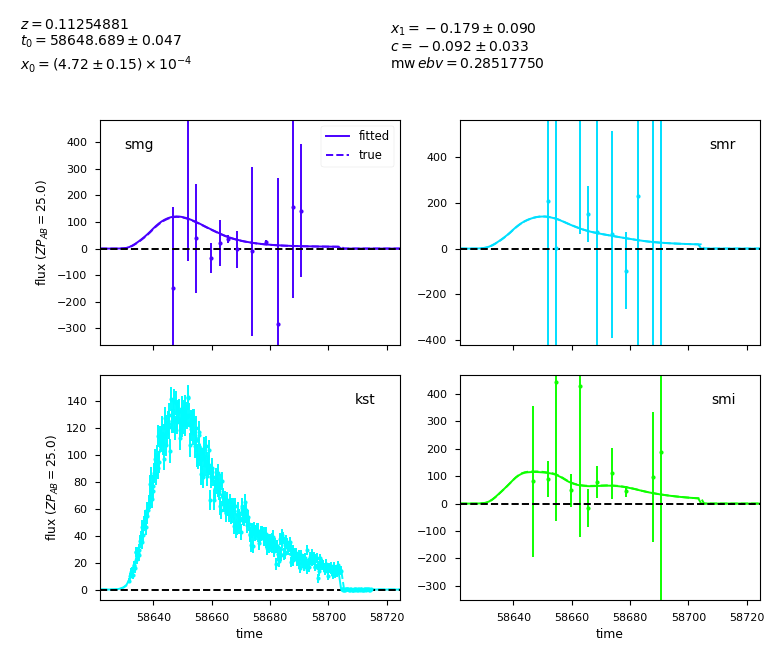 z = 0.11254881
t₀ = 58648.689 ± 0.047
x₀ = (4.72 ± 0.15) × 10⁻⁴
x₁ = −0.179 ± 0.090
c = −0.092 ± 0.033
mw ebv = 0.28517750
smg
fitted
true
400
300
200
100
0
−100
−200
−300
flux (ZP_AB = 25.0)
smr
400
200
0
−200
−400
kst
140
120
100
80
60
40
20
0
flux (ZP_AB = 25.0)
58640
58660
58680
58700
58720
time
smi
400
300
200
100
0
−100
−200
−300
58640
58660
58680
58700
58720
time